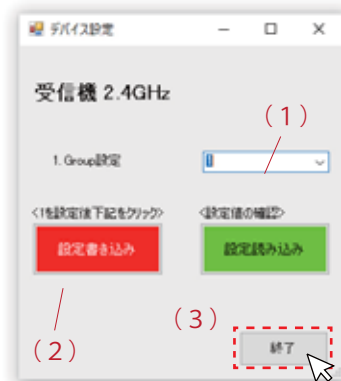 デバイス設定
受信機 2.4GHz
(1)
1. Group設定
<1を設定後下記をクリック>
<設定値の確認>
設定書き込み
設定読み込み
(2)
(3)
終了